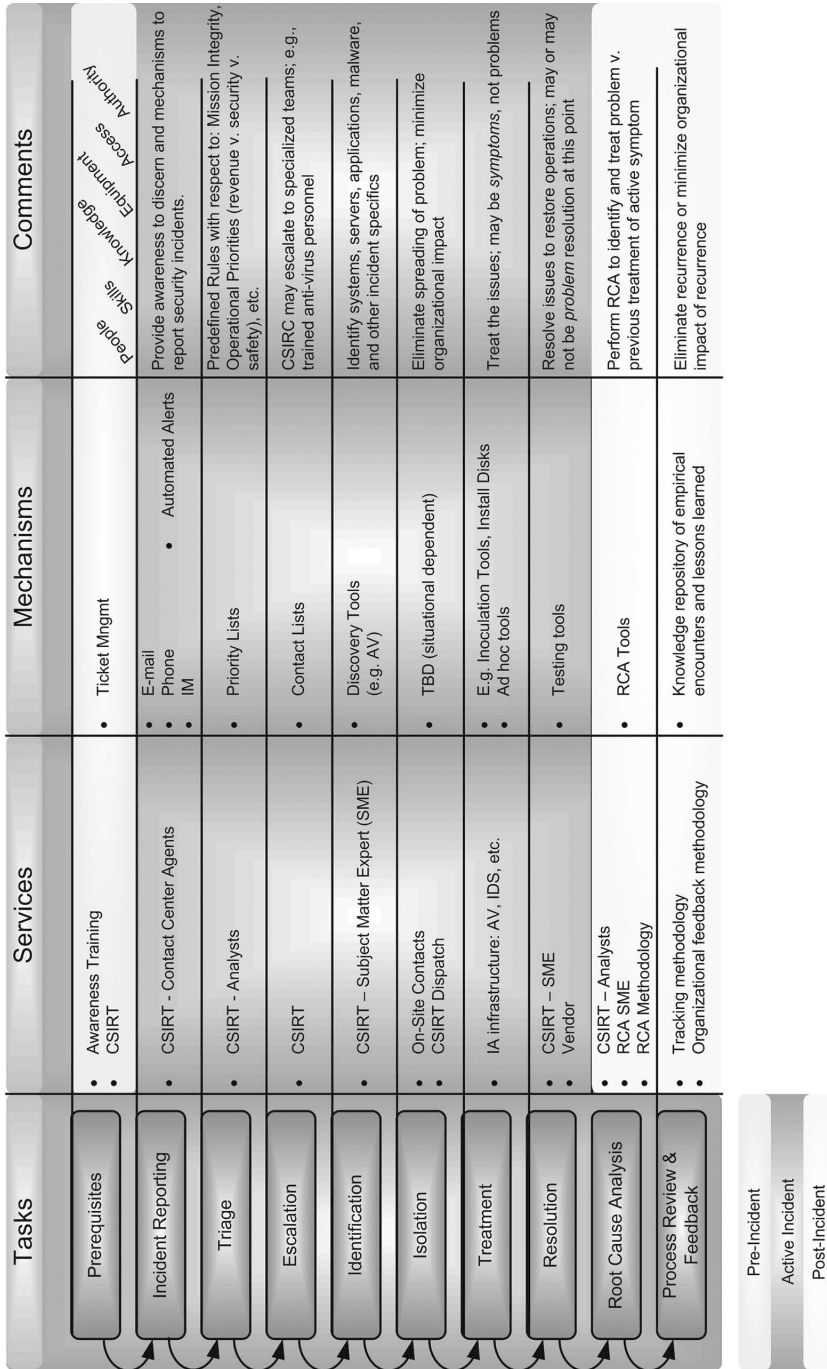 Tasks
Services
Mechanisms
Comments
Prerequisites
• Awareness Training
• CSIRT
• Ticket Mngmt
People
Skills
Knowledge
Equipment
Access
Authority
Incident Reporting
• CSIRT - Contact Center Agents
• E-mail
• Phone
• IM
• Automated Alerts
Provide awareness to discern and mechanisms to
report security incidents.
Triage
• CSIRT - Analysts
• Priority Lists
Predefined Rules with respect to: Mission Integrity,
Operational Priorities (revenue v. security v.
safety), etc.
Escalation
• CSIRT
• Contact Lists
CSIRC may escalate to specialized teams; e.g.,
trained anti-virus personnel
Identification
• CSIRT – Subject Matter Expert (SME)
• Discovery Tools
(e.g. AV)
Identify systems, servers, applications, malware,
and other incident specifics
Isolation
• On-Site Contacts
• CSIRT Dispatch
• TBD (situational dependent)
Eliminate spreading of problem; minimize
organizational impact
Treatment
• IA infrastructure: AV, IDS, etc.
• E.g. Inoculation Tools, Install Disks
• Ad hoc tools
Treat the issues; may be symptoms, not problems
Resolution
• CSIRT – SME
• Vendor
• Testing tools
Resolve issues to restore operations; may or may
not be problem resolution at this point
Root Cause Analysis
• CSIRT – Analysts
• RCA SME
• RCA Methodology
• RCA Tools
Perform RCA to identify and treat problem v.
previous treatment of active symptom
Process Review &
Feedback
• Tracking methodology
• Organizational feedback methodology
• Knowledge repository of empirical
encounters and lessons learned
Eliminate recurrence or minimize organizational
impact of recurrence
Pre-Incident
Active Incident
Post-Incident